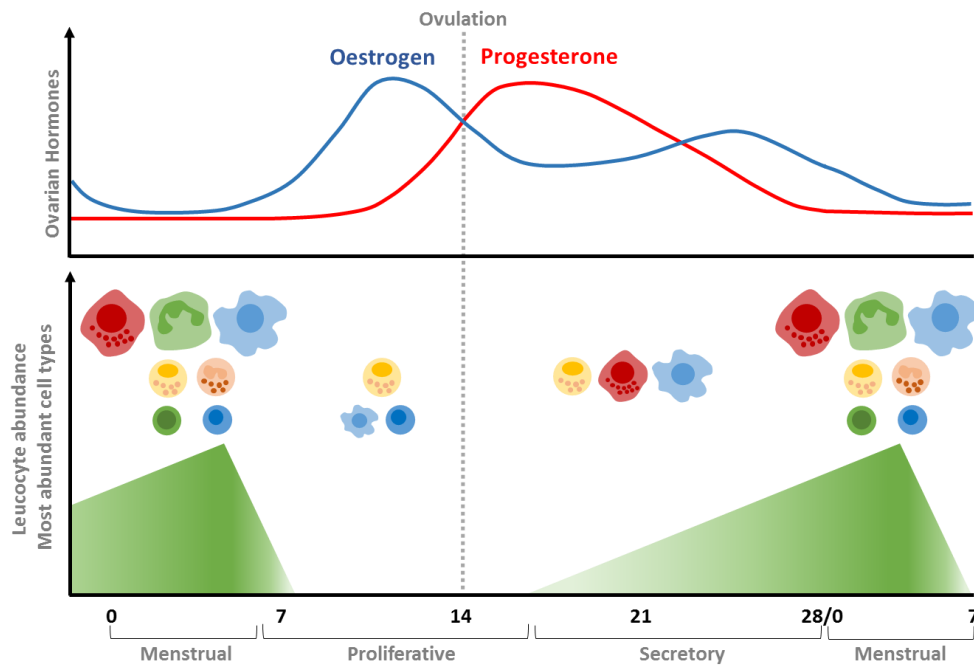 Ovulation
Oestrogen
Progesterone
Ovarian Hormones
Leucocyte abundance
Most abundant cell types
0 7 14 21 28/0 7
Menstrual Proliferative Secretory Menstrual